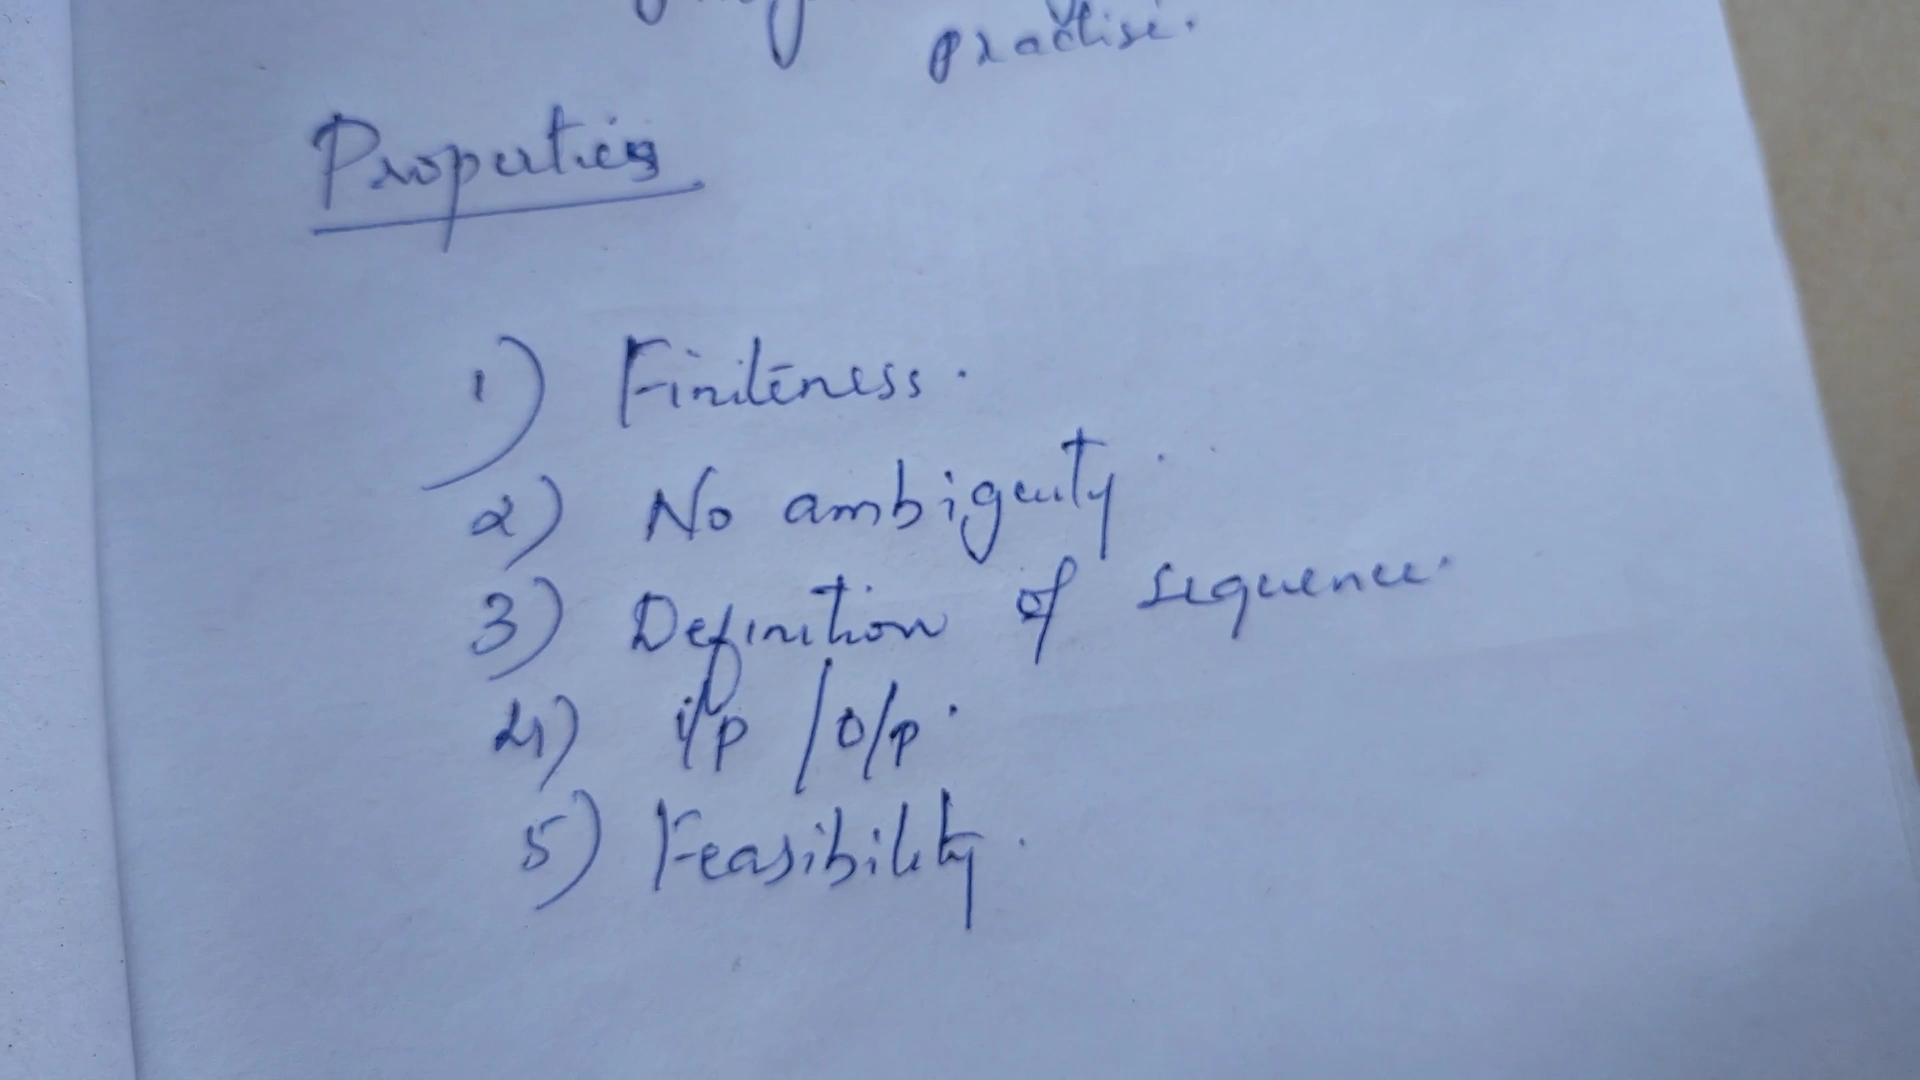 practise.
Properties
1) Finiteness.
2) No ambiguity.
3) Definition of sequence.
4) i/p / o/p.
5) Feasibility.